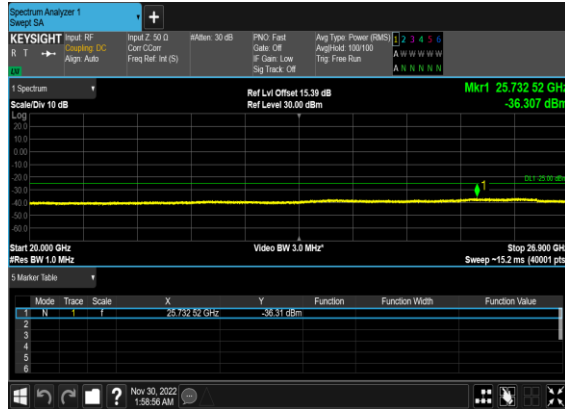 Spectrum Analyzer 1
Swept SA
+
KEYSIGHT Input: RF Input Z: 50 Ω #Atten: 30 dB PNO: Fast Avg Type: Power (RMS) 1 2 3 4 5 6
R T Coupling: DC Corr CCorr Gate: Off Avg|Hold: 100/100 A W W W W W
Align: Auto Freq Ref: Int (S) IF Gain: Low Trig: Free Run
Sig Track: Off A N N N N N
1 Spectrum
Ref Lvl Offset 15.39 dB Mkr1 25.732 52 GHz
Scale/Div 10 dB Ref Level 30.00 dBm -36.307 dBm
Log
20.0
10.0
0.00
-10.0
-20.0
-30.0
-40.0
-50.0
-60.0
1
DL1 -25.00 dBm
Start 20.000 GHz Video BW 3.0 MHz* Stop 26.900 GHz
#Res BW 1.0 MHz Sweep ~15.2 ms (40001 pts)
5 Marker Table
Mode Trace Scale X Y Function Function Width Function Value
1 N 1 f 25.732 52 GHz -36.31 dBm
2
3
4
5
6
? Nov 30, 2022
1:58:56 AM